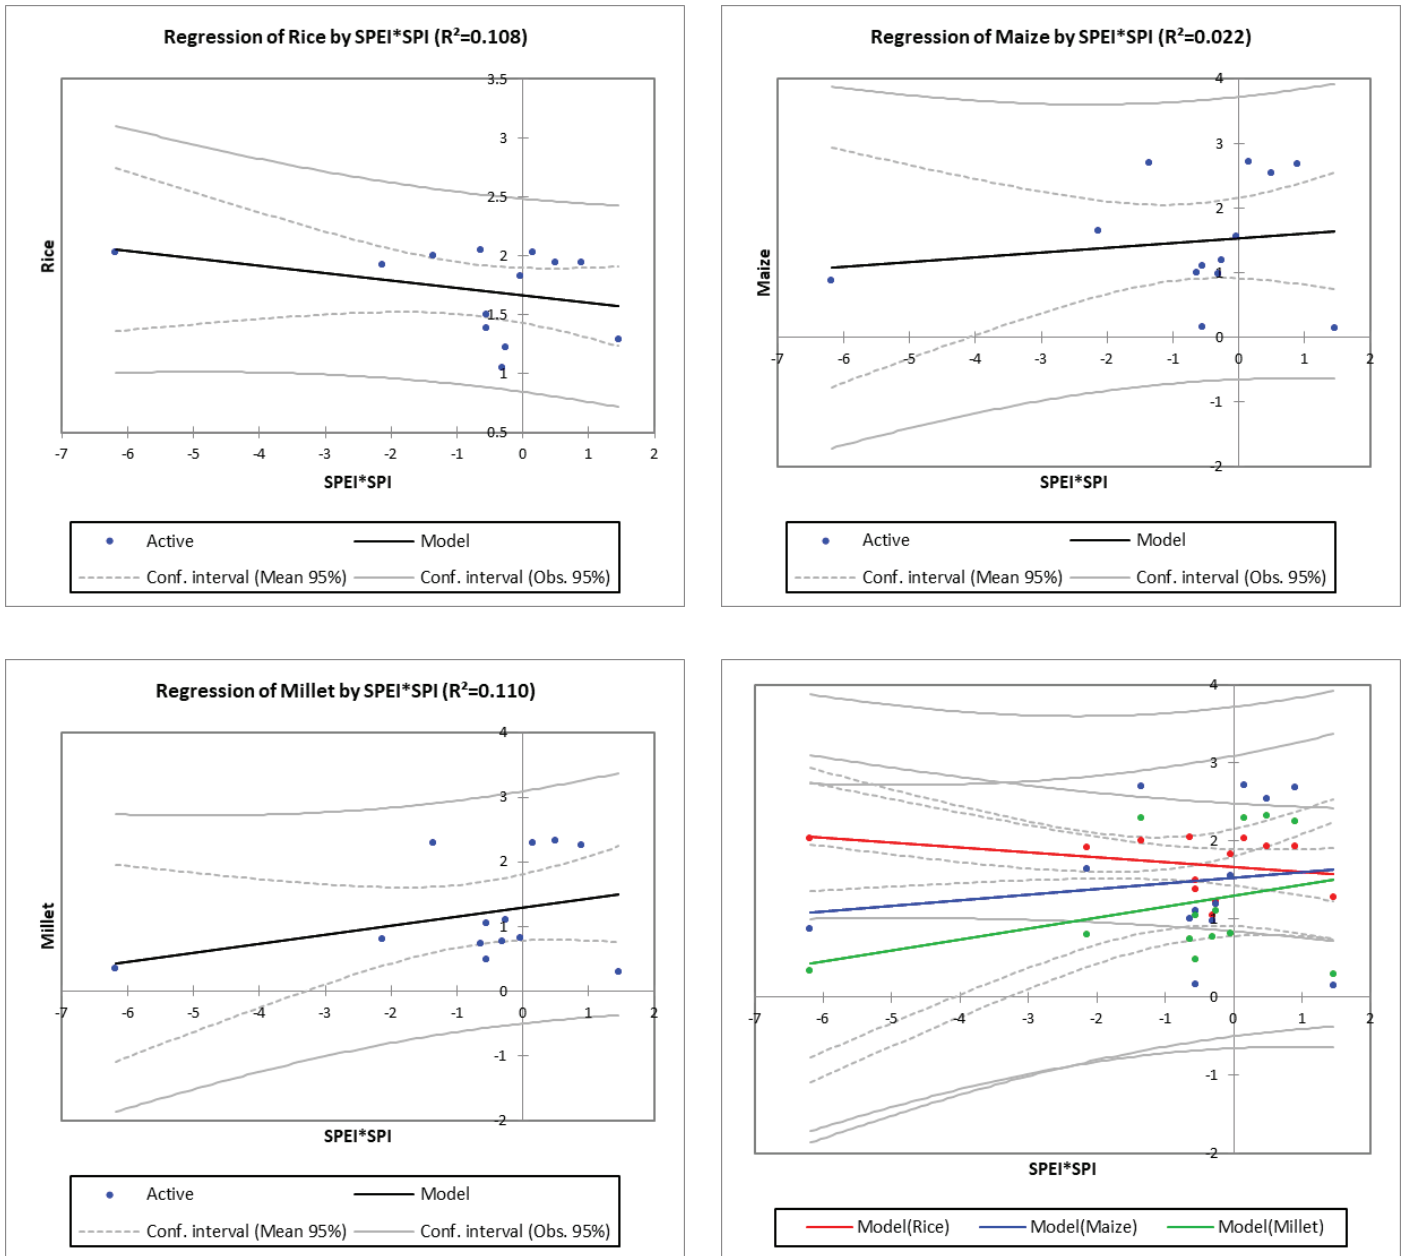 Regression of Rice by SPEI*SPI (R²=0.108)
3.5
3
2.5
2
1.5
1
0.5
-7 -6 -5 -4 -3 -2 -1 0 1 2
Rice
SPEI*SPI
Active Model
Conf. interval (Mean 95%) Conf. interval (Obs. 95%)
Regression of Maize by SPEI*SPI (R²=0.022)
4
3
2
1
0
-7 -6 -5 -4 -3 -2 -1 0 1 2
-1
-2
Maize
SPEI*SPI
Active Model
Conf. interval (Mean 95%) Conf. interval (Obs. 95%)
Regression of Millet by SPEI*SPI (R²=0.110)
4
3
2
1
0
-7 -6 -5 -4 -3 -2 -1 0 1 2
-1
-2
Millet
SPEI*SPI
Active Model
Conf. interval (Mean 95%) Conf. interval (Obs. 95%)
4
3
2
1
0
-7 -6 -5 -4 -3 -2 -1 0 1 2
-1
-2
SPEI*SPI
Model(Rice) Model(Maize) Model(Millet)